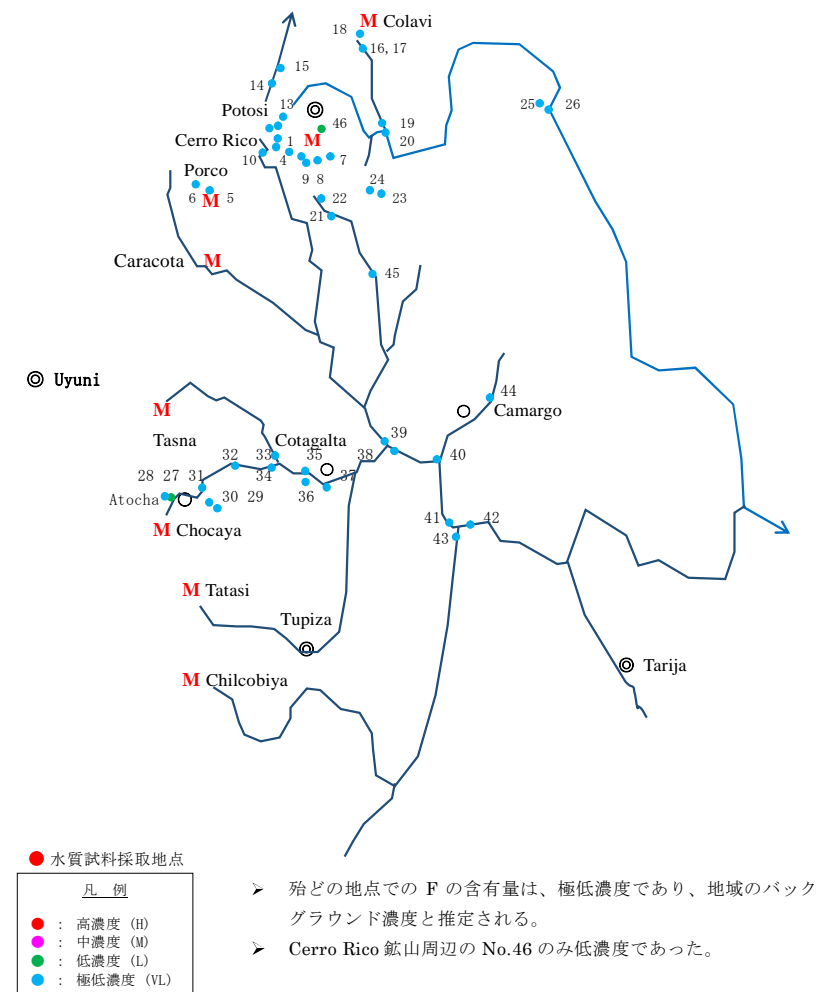 18 M Colavi
16, 17
15
14
Potosi 13
46
19
25 26
Cerro Rico 1 M
20
10 4 9 8 7
Porco
24
6 M 5 22 23
21
Caracota M
45
Uyuni
M
44
Camargo
Tasna Cotagalta 39
32 33 35 38 40
28 27 31 34 37
Atocha 30 29 36
M Chocaya 41 42
43
M Tatasi
Tupiza
Tarija
M Chilcobiya
水質試料採取地点
凡 例
: 高濃度 (H)
: 中濃度 (M)
: 低濃度 (L)
: 極低濃度 (VL)
➢ 殆どの地点での F の含有量は、極低濃度であり、地域のバック
グラウンド濃度と推定される。
➢ Cerro Rico 鉱山周辺の No.46 のみ低濃度であった。